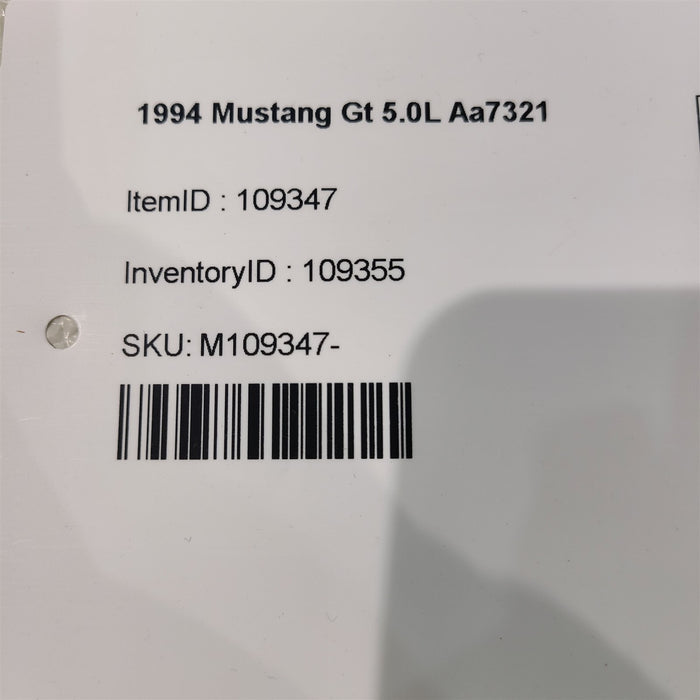 1994 Mustang Gt 5.0L Aa7321
ItemID : 109347
InventoryID : 109355
SKU: M109347-